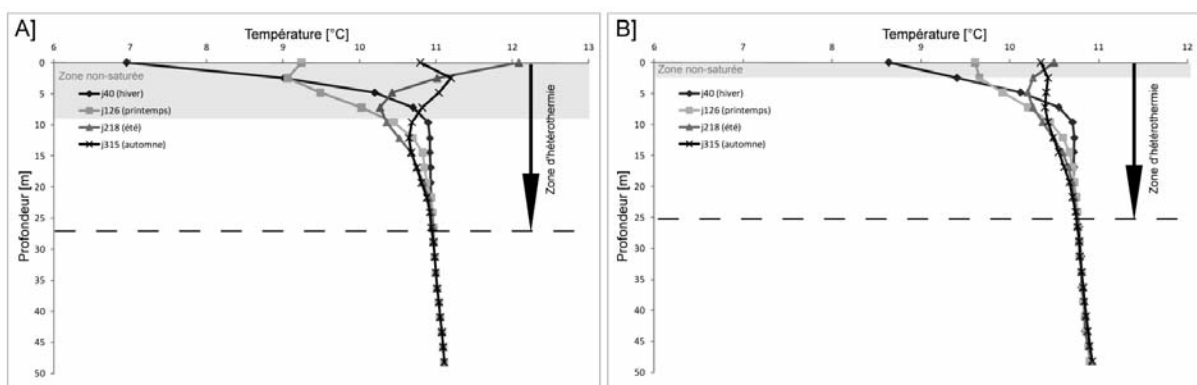 A]
Température [°C]
6 7 8 9 10 11 12 13
0
5
10
15
20
25
30
35
40
45
50
Profondeur [m]
Zone non-saturée
j40 (hiver)
j126 (printemps)
j218 (été)
j315 (automne)
Zone d'hétérothermie
B]
Température [°C]
6 7 8 9 10 11 12
0
5
10
15
20
25
30
35
40
45
50
Profondeur [m]
Zone non-saturée
j40 (hiver)
j126 (printemps)
j218 (été)
j315 (automne)
Zone d'hétérothermie